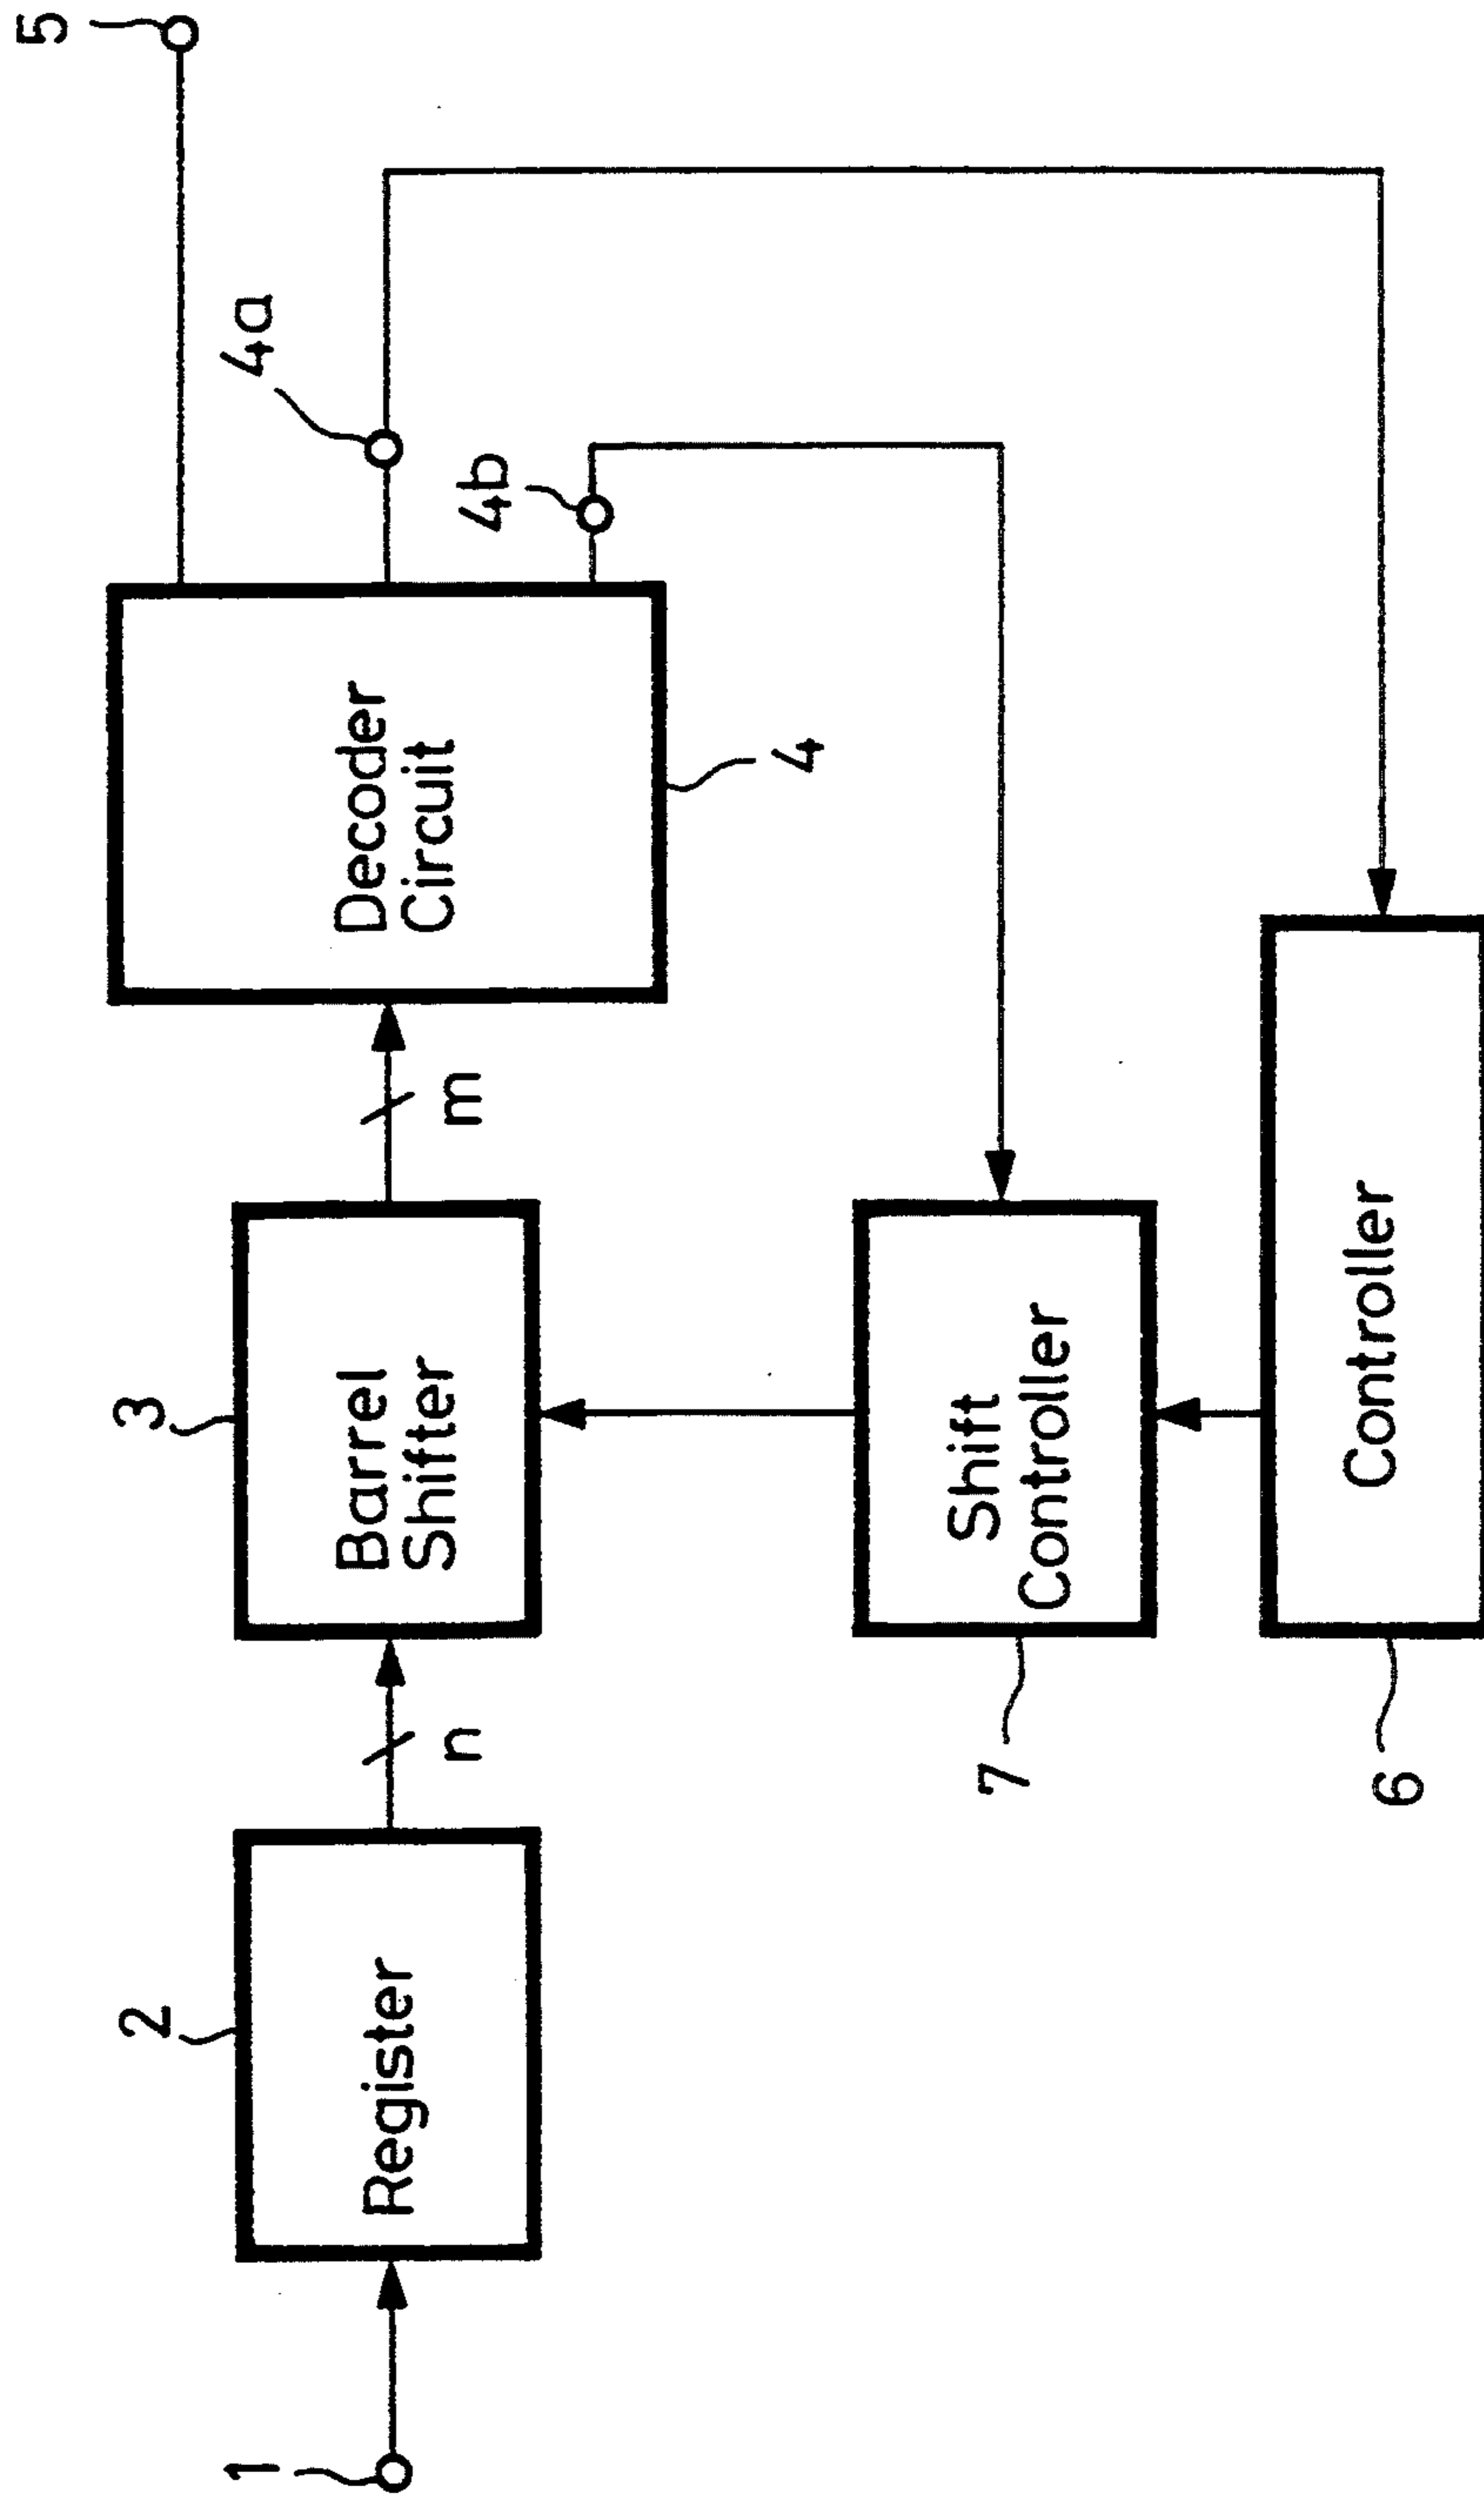 1
2
Register
n
3
Barrel
Shifter
m
Decoder
Circuit
4
4a
4b
5
7
Shift
Controller
6
Controller